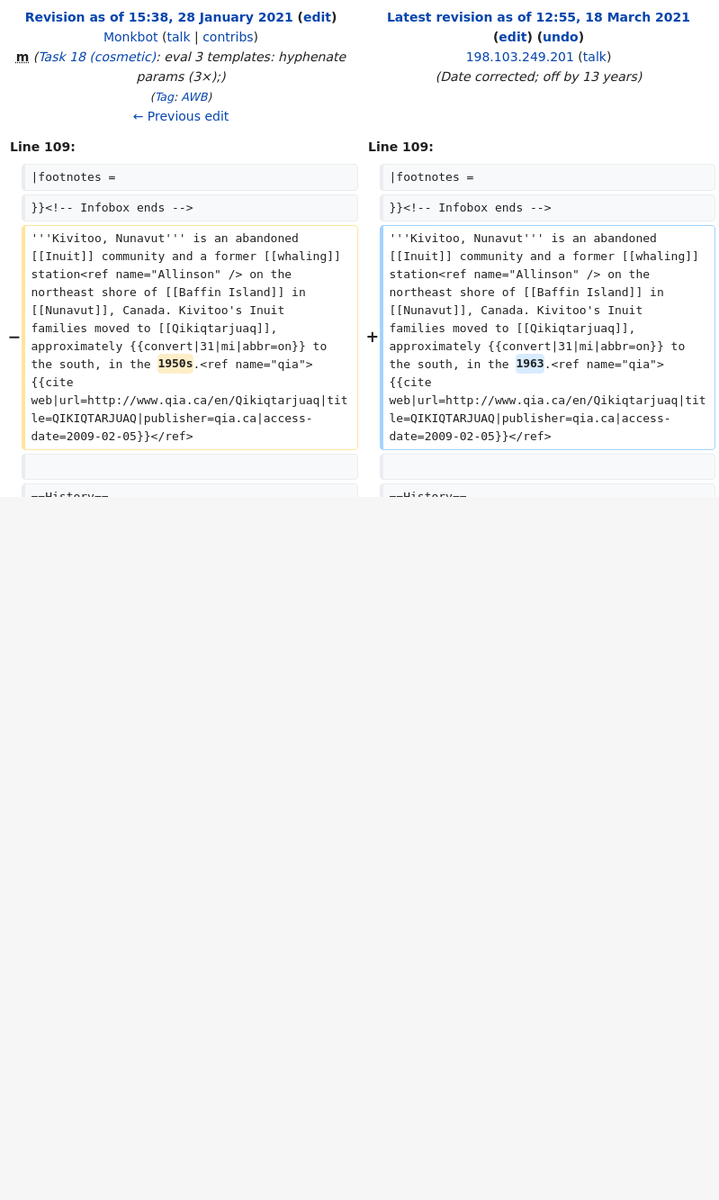 Revision as of 15:38, 28 January 2021 (edit)
Monkbot (talk | contribs)
m (Task 18 (cosmetic): eval 3 templates: hyphenate
params (3×);)
(Tag: AWB)
← Previous edit
Latest revision as of 12:55, 18 March 2021
(edit) (undo)
198.103.249.201 (talk)
(Date corrected; off by 13 years)
Line 109:
Line 109:
|footnotes =
|footnotes =
}}<!-- Infobox ends -->
}}<!-- Infobox ends -->
−
'''Kivitoo, Nunavut''' is an abandoned
[[Inuit]] community and a former [[whaling]]
station<ref name="Allinson" /> on the
northeast shore of [[Baffin Island]] in
[[Nunavut]], Canada. Kivitoo's Inuit
families moved to [[Qikiqtarjuaq]],
approximately {{convert|31|mi|abbr=on}} to
the south, in the 1950s.<ref name="qia">
{{cite
web|url=http://www.qia.ca/en/Qikiqtarjuaq|tit
le=QIKIQTARJUAQ|publisher=qia.ca|access-
date=2009-02-05}}</ref>
+
'''Kivitoo, Nunavut''' is an abandoned
[[Inuit]] community and a former [[whaling]]
station<ref name="Allinson" /> on the
northeast shore of [[Baffin Island]] in
[[Nunavut]], Canada. Kivitoo's Inuit
families moved to [[Qikiqtarjuaq]],
approximately {{convert|31|mi|abbr=on}} to
the south, in the 1963.<ref name="qia">
{{cite
web|url=http://www.qia.ca/en/Qikiqtarjuaq|tit
le=QIKIQTARJUAQ|publisher=qia.ca|access-
date=2009-02-05}}</ref>
==History==
==History==